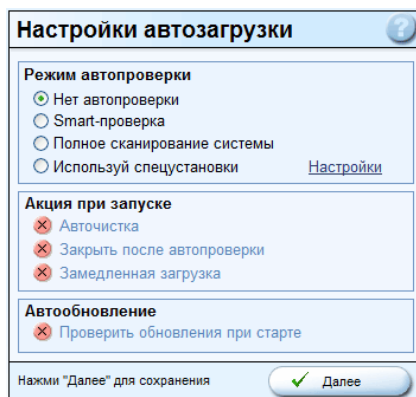 Настройки автозагрузки ?
Режим автопроверки
Нет автопроверки
Smart-проверка
Полное сканирование системы
Используй спецустановки Настройки
Акция при запуске
Авточистка
Закрыть после автопроверки
Замедленная загрузка
Автообновление
Проверить обновления при старте
Нажми "Далее" для сохранения Далее